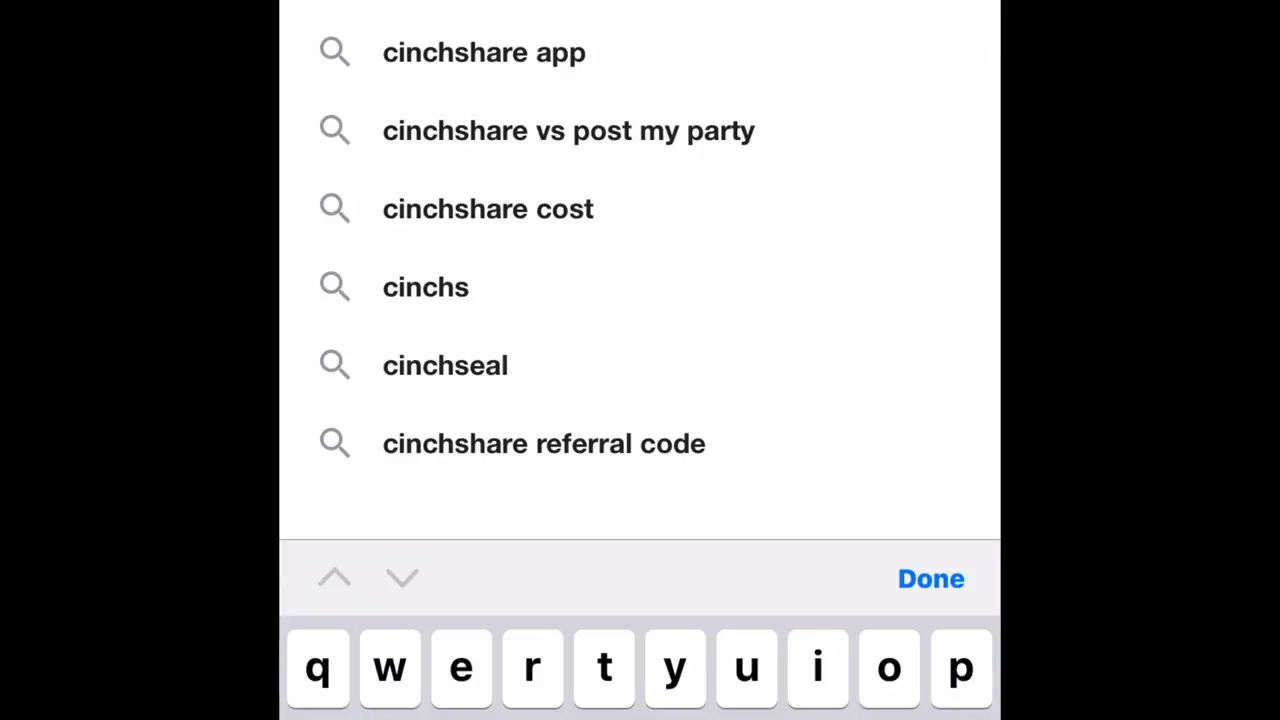 cinchshare app
cinchshare vs post my party
cinchshare cost
cinchs
cinchseal
cinchshare referral code
Done
q w e r t y u i o p